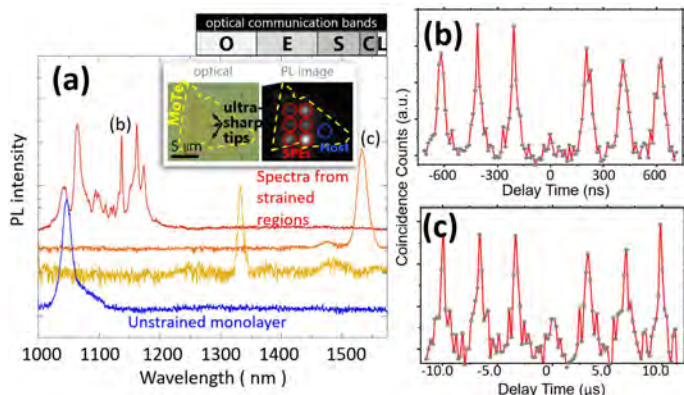 optical communication bands
O E S C L
(a)
optical PL image
MoTe2
ultra-
sharp
tips
5 μm
SPEs
(b)
(c)
Spectra from
strained
regions
Unstrained monolayer
PL intensity
1000 1100 1200 1300 1400 1500
Wavelength ( nm )
(b)
-600 -300 0 300 600
Delay Time (ns)
Coincidence Counts (a.u.)
(c)
-10.0 -5.0 0 5.0 10.0
Delay Time (μs)